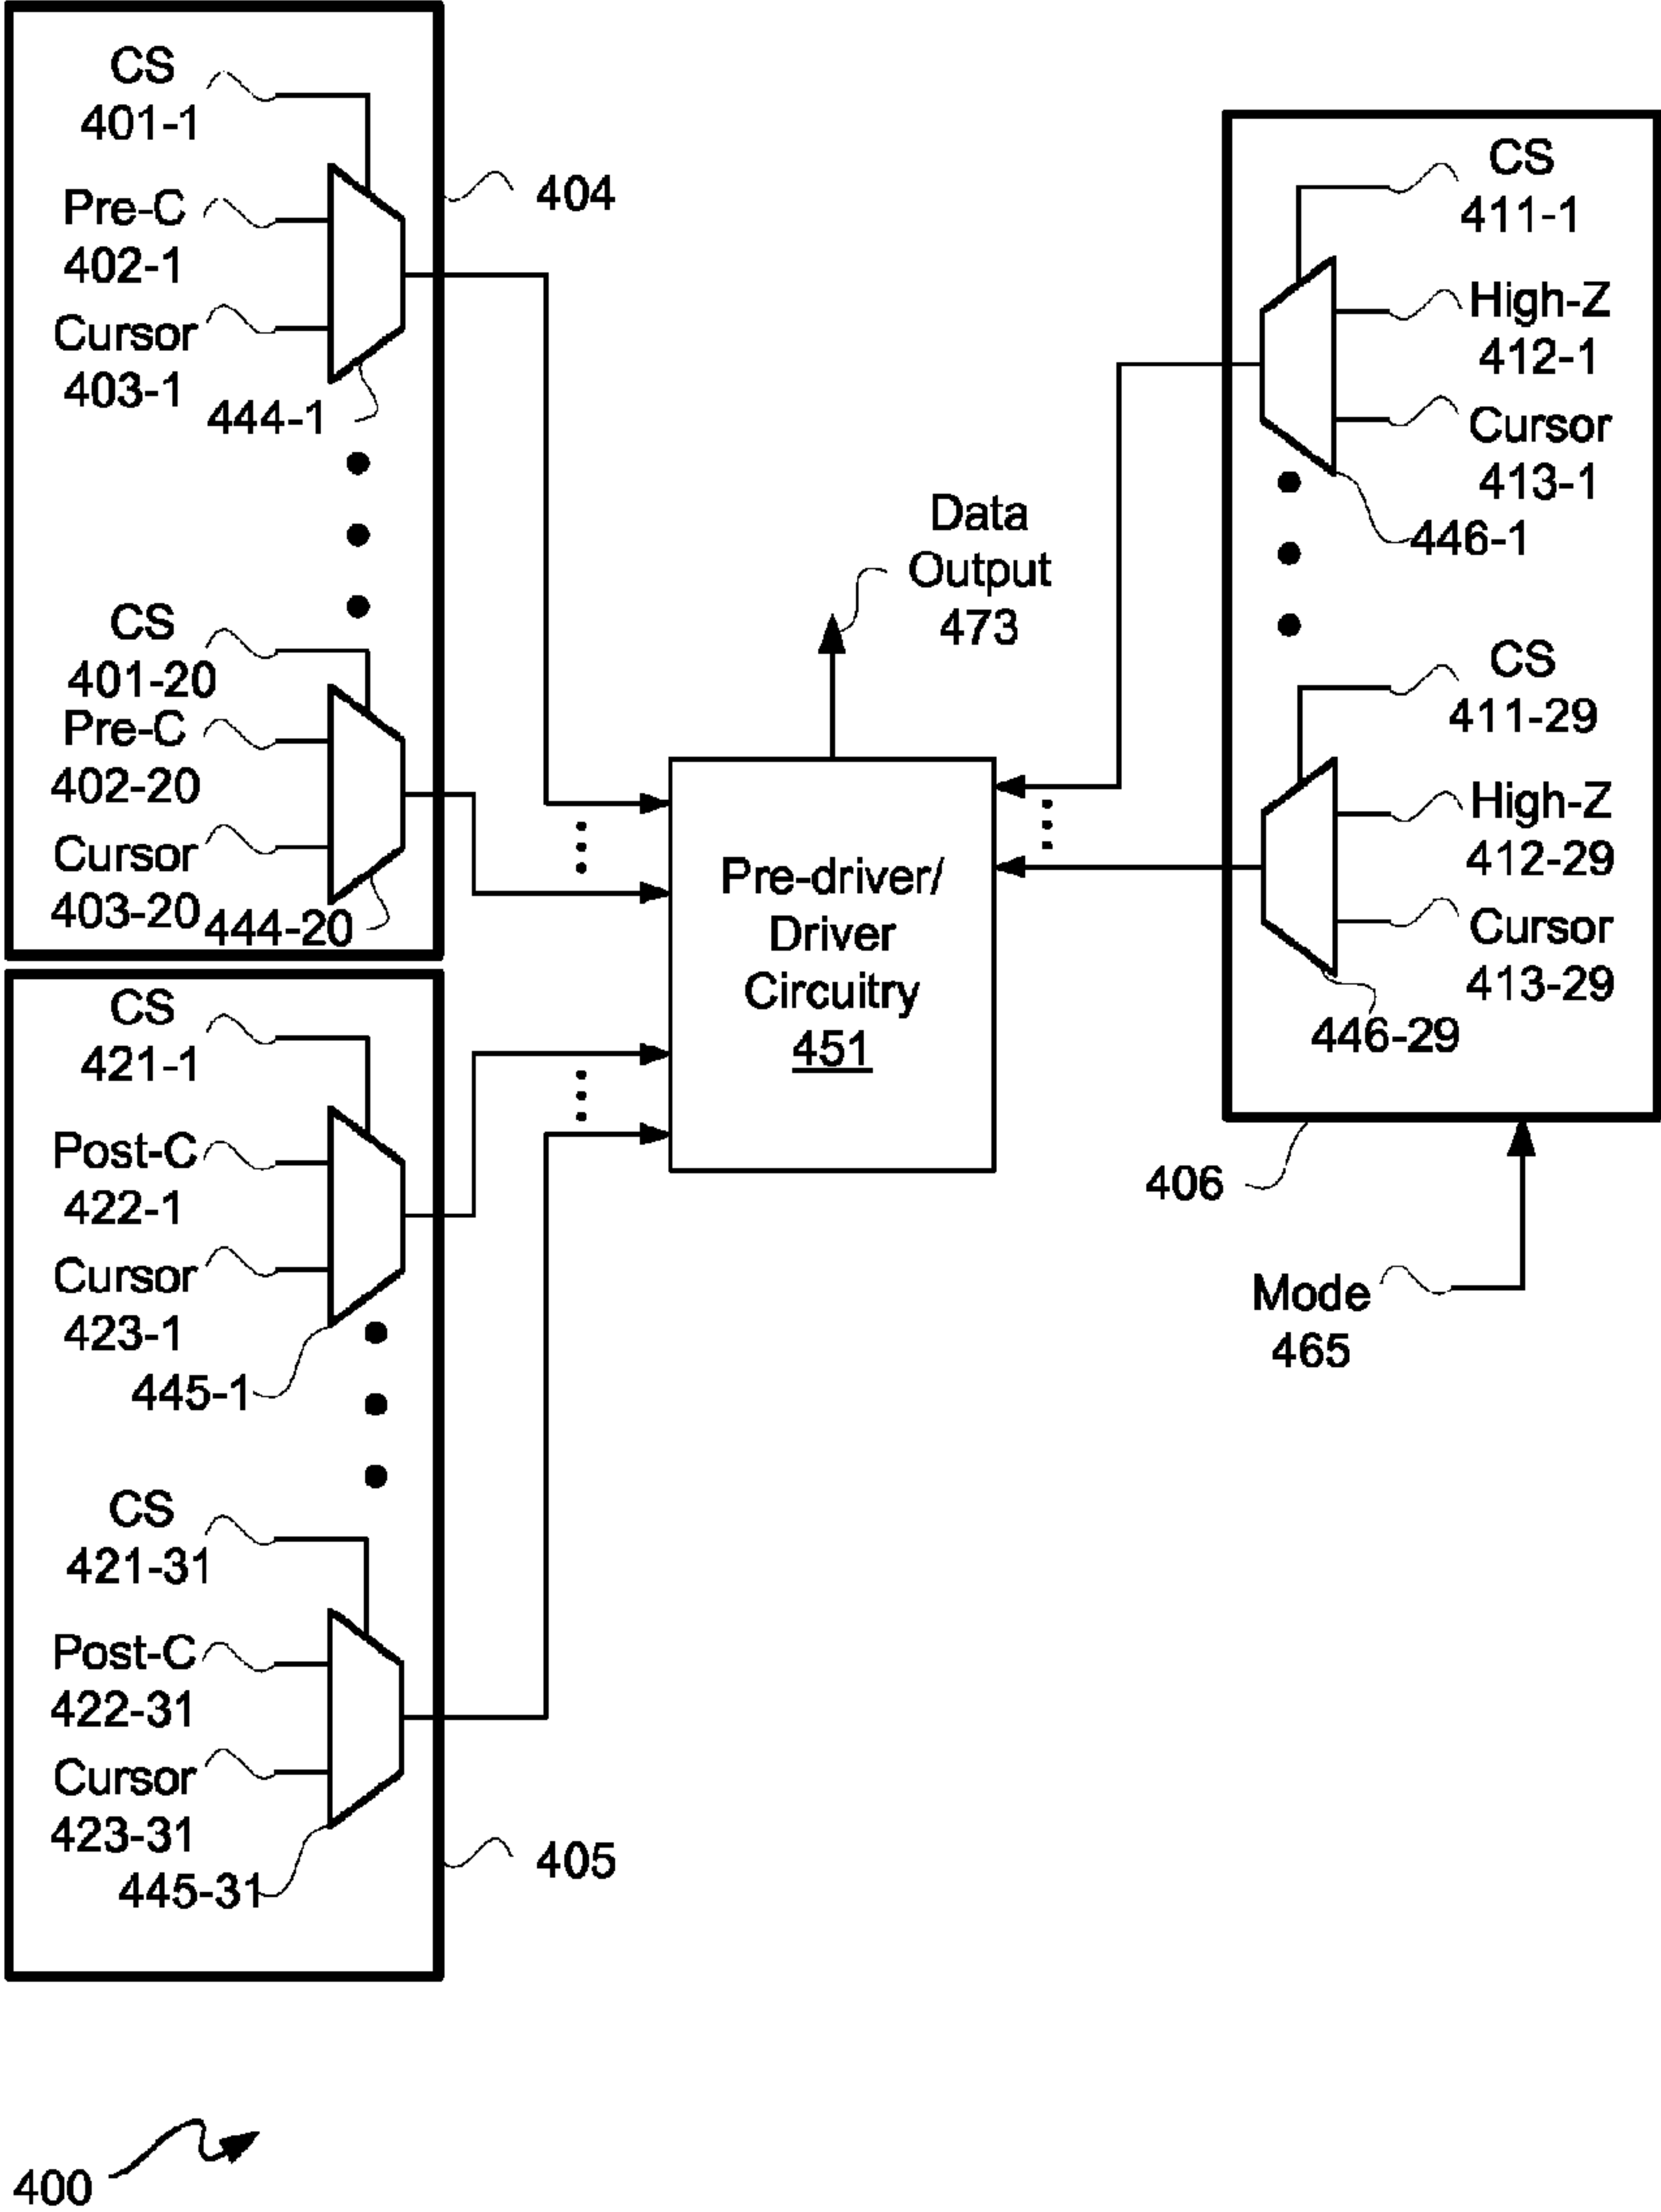 CS
401-1
Pre-C
402-1
Cursor
403-1
444-1
CS
401-20
Pre-C
402-20
Cursor
403-20
444-20
404
CS
421-1
Post-C
422-1
Cursor
423-1
445-1
CS
421-31
Post-C
422-31
Cursor
423-31
445-31
405
Data
Output
473
Pre-driver/
Driver
Circuitry
451
CS
411-1
High-Z
412-1
Cursor
413-1
446-1
CS
411-29
High-Z
412-29
Cursor
413-29
446-29
406
Mode
465
400